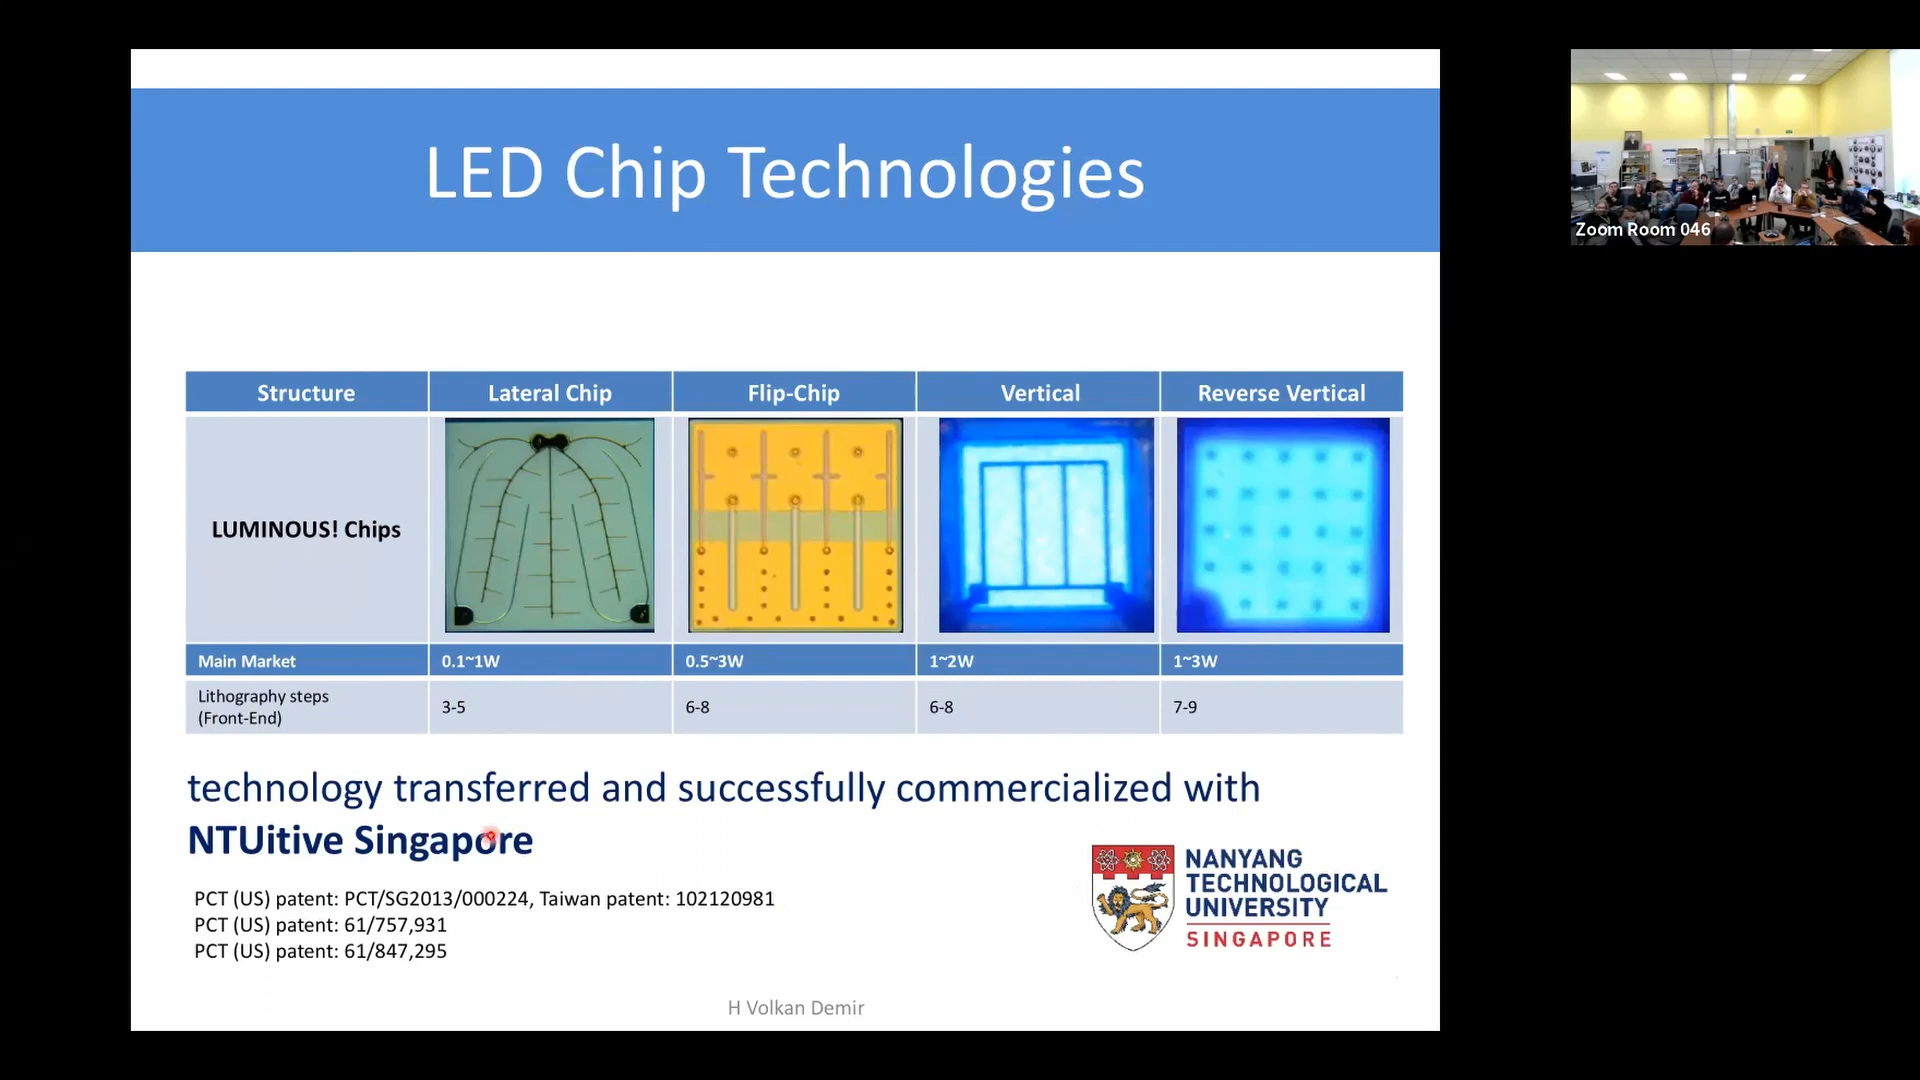 LED Chip Technologies
Zoom Room 046
Structure
Lateral Chip
Flip-Chip
Vertical
Reverse Vertical
LUMINOUS! Chips
Main Market
0.1~1W
0.5~3W
1~2W
1~3W
Lithography steps
(Front-End)
3-5
6-8
6-8
7-9
technology transferred and successfully commercialized with
NTUitive Singapore
PCT (US) patent: PCT/SG2013/000224, Taiwan patent: 102120981
PCT (US) patent: 61/757,931
PCT (US) patent: 61/847,295
NANYANG
TECHNOLOGICAL
UNIVERSITY
SINGAPORE
H Volkan Demir